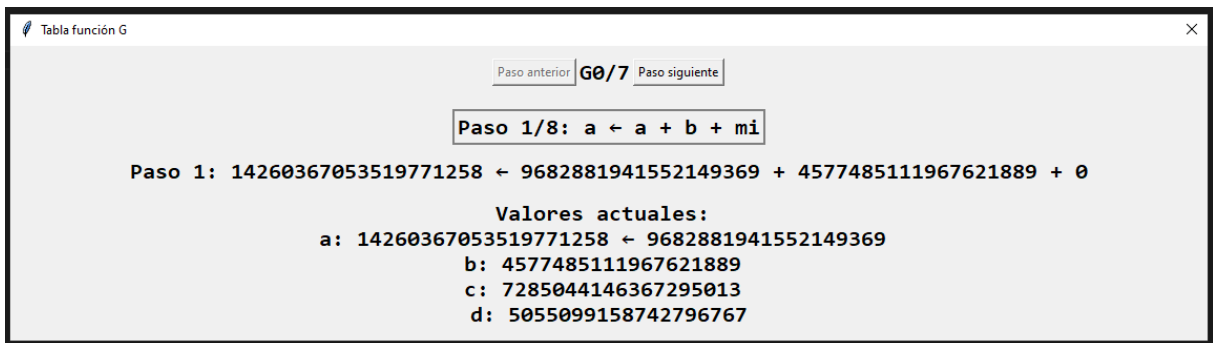 Tabla función G
Paso anterior G0/7 Paso siguiente
Paso 1/8: a ← a + b + mi
Paso 1: 14260367053519771258 ← 9682881941552149369 + 4577485111967621889 + 0
Valores actuales:
a: 14260367053519771258 ← 9682881941552149369
b: 4577485111967621889
c: 7285044146367295013
d: 5055099158742796767